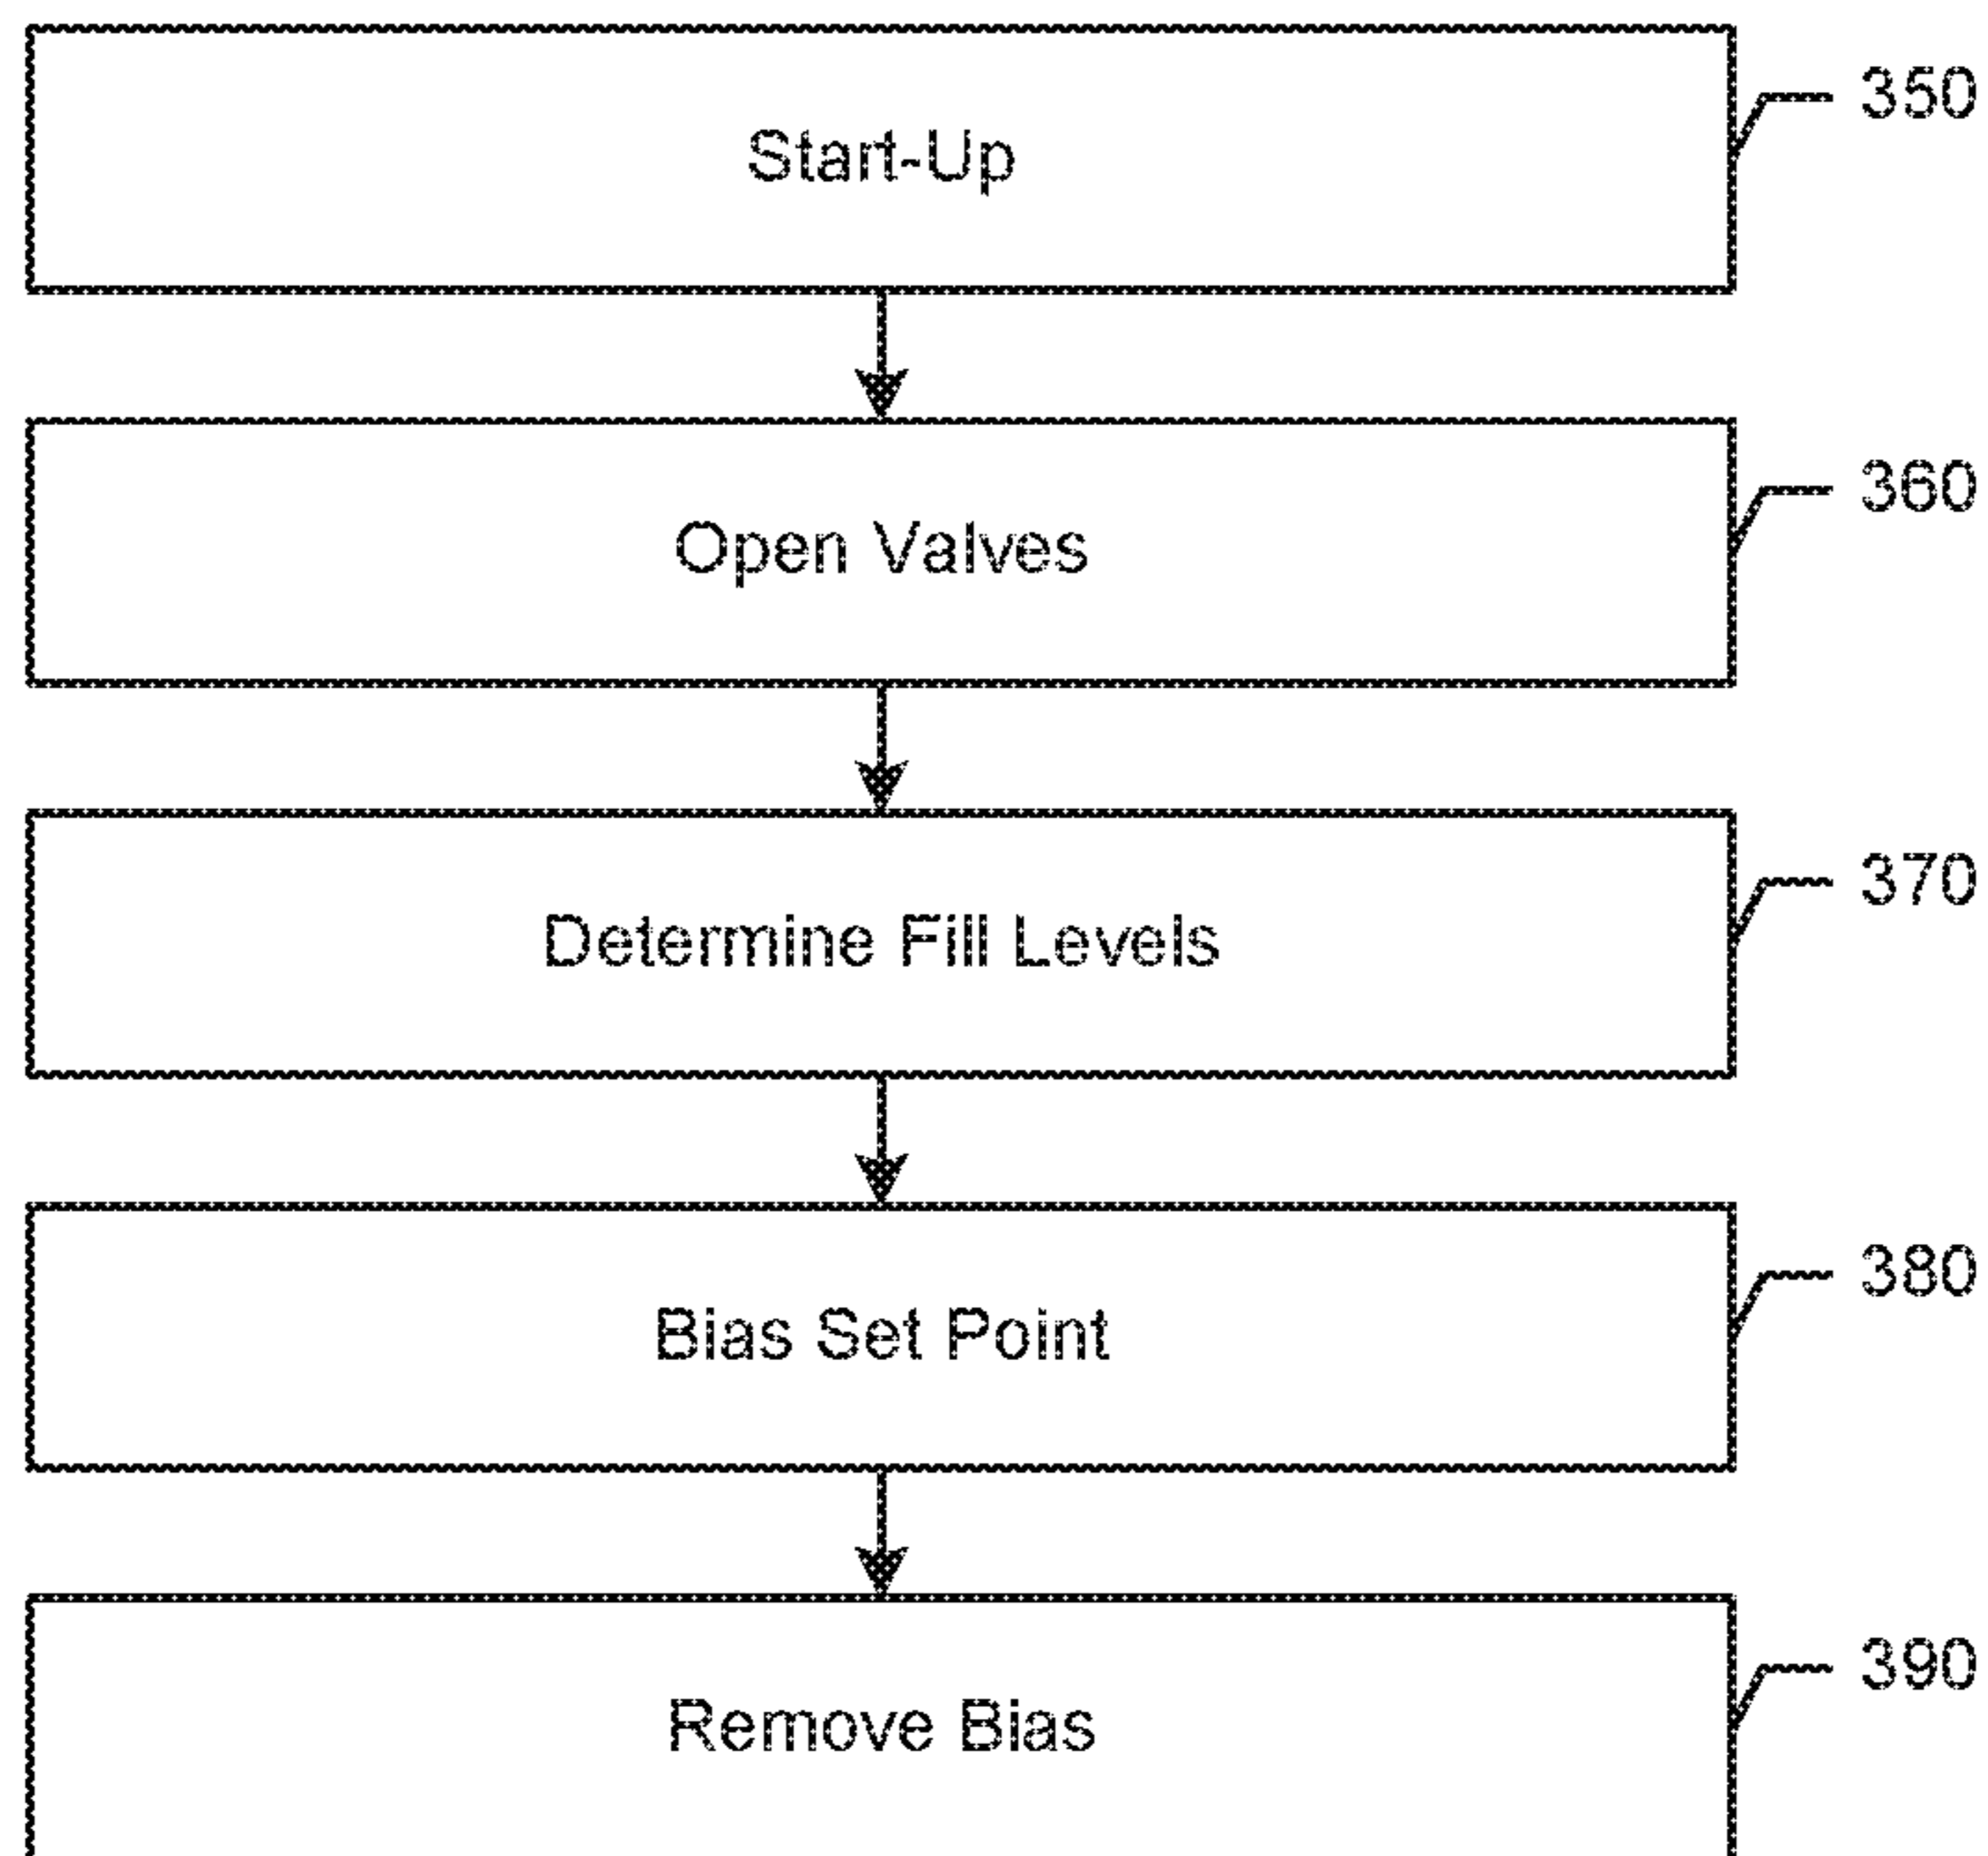 Start-Up
350
Open Valves
360
Determine Fill Levels
370
Bias Set Point
380
Remove Bias
390